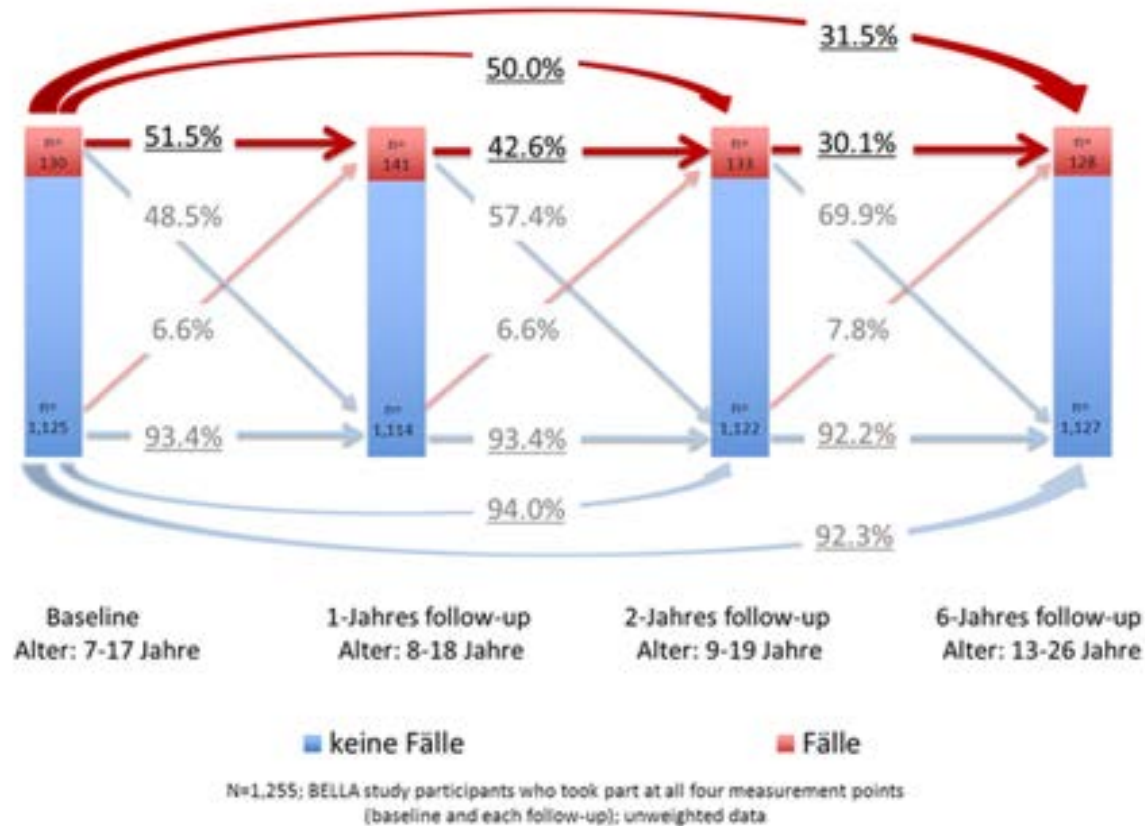 31.5%
50.0%
n=
130
51.5%
n=
141
42.6%
n=
133
30.1%
n=
128
48.5%
57.4%
69.9%
6.6%
6.6%
7.8%
n=
1,125
93.4%
n=
1,114
93.4%
n=
1,122
92.2%
n=
1,127
94.0%
92.3%
Baseline
Alter: 7-17 Jahre
1-Jahres follow-up
Alter: 8-18 Jahre
2-Jahres follow-up
Alter: 9-19 Jahre
6-Jahres follow-up
Alter: 13-26 Jahre
keine Fälle
Fälle
N=1,255; BELLA study participants who took part at all four measurement points
(baseline and each follow-up); unweighted data